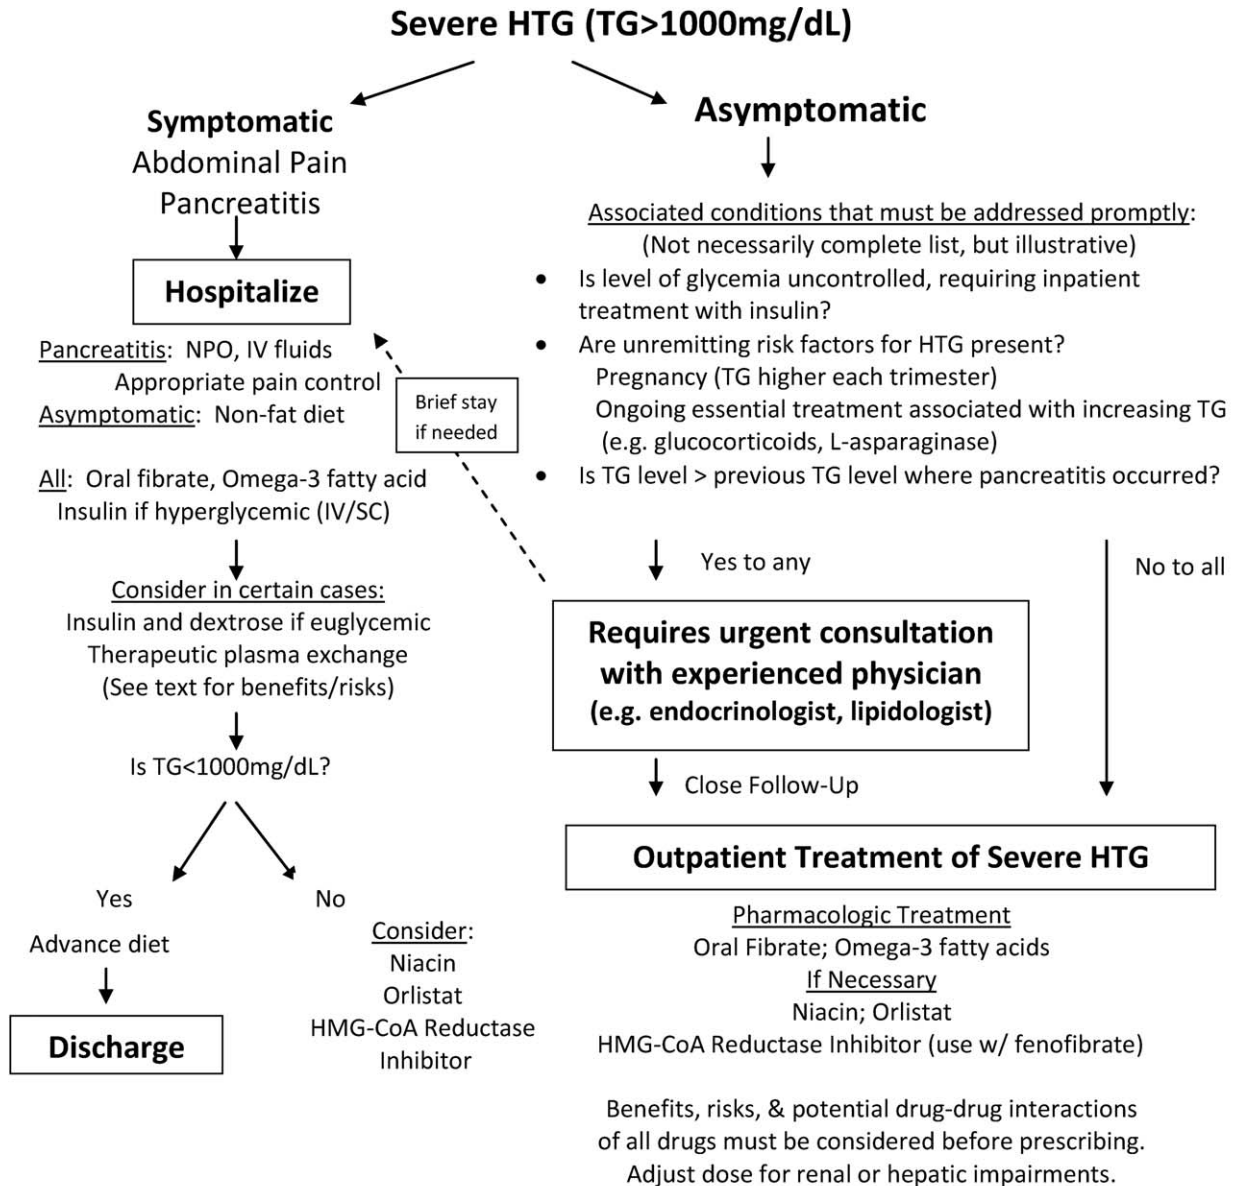 Severe HTG (TG>1000mg/dL)
Symptomatic
Abdominal Pain
Pancreatitis
Hospitalize
Pancreatitis: NPO, IV fluids
Appropriate pain control
Asymptomatic: Non-fat diet
All: Oral fibrate, Omega-3 fatty acid
Insulin if hyperglycemic (IV/SC)
Consider in certain cases:
Insulin and dextrose if euglycemic
Therapeutic plasma exchange
(See text for benefits/risks)
Is TG<1000mg/dL?
Yes
Advance diet
Discharge
No
Consider:
Niacin
Orlistat
HMG-CoA Reductase
Inhibitor
Brief stay
if needed
Asymptomatic
Associated conditions that must be addressed promptly:
(Not necessarily complete list, but illustrative)
• Is level of glycemia uncontrolled, requiring inpatient
treatment with insulin?
• Are unremitting risk factors for HTG present?
Pregnancy (TG higher each trimester)
Ongoing essential treatment associated with increasing TG
(e.g. glucocorticoids, L-asparaginase)
• Is TG level > previous TG level where pancreatitis occurred?
Yes to any
No to all
Requires urgent consultation
with experienced physician
(e.g. endocrinologist, lipidologist)
Close Follow-Up
Outpatient Treatment of Severe HTG
Pharmacologic Treatment
Oral Fibrate; Omega-3 fatty acids
If Necessary
Niacin; Orlistat
HMG-CoA Reductase Inhibitor (use w/ fenofibrate)
Benefits, risks, & potential drug-drug interactions
of all drugs must be considered before prescribing.
Adjust dose for renal or hepatic impairments.